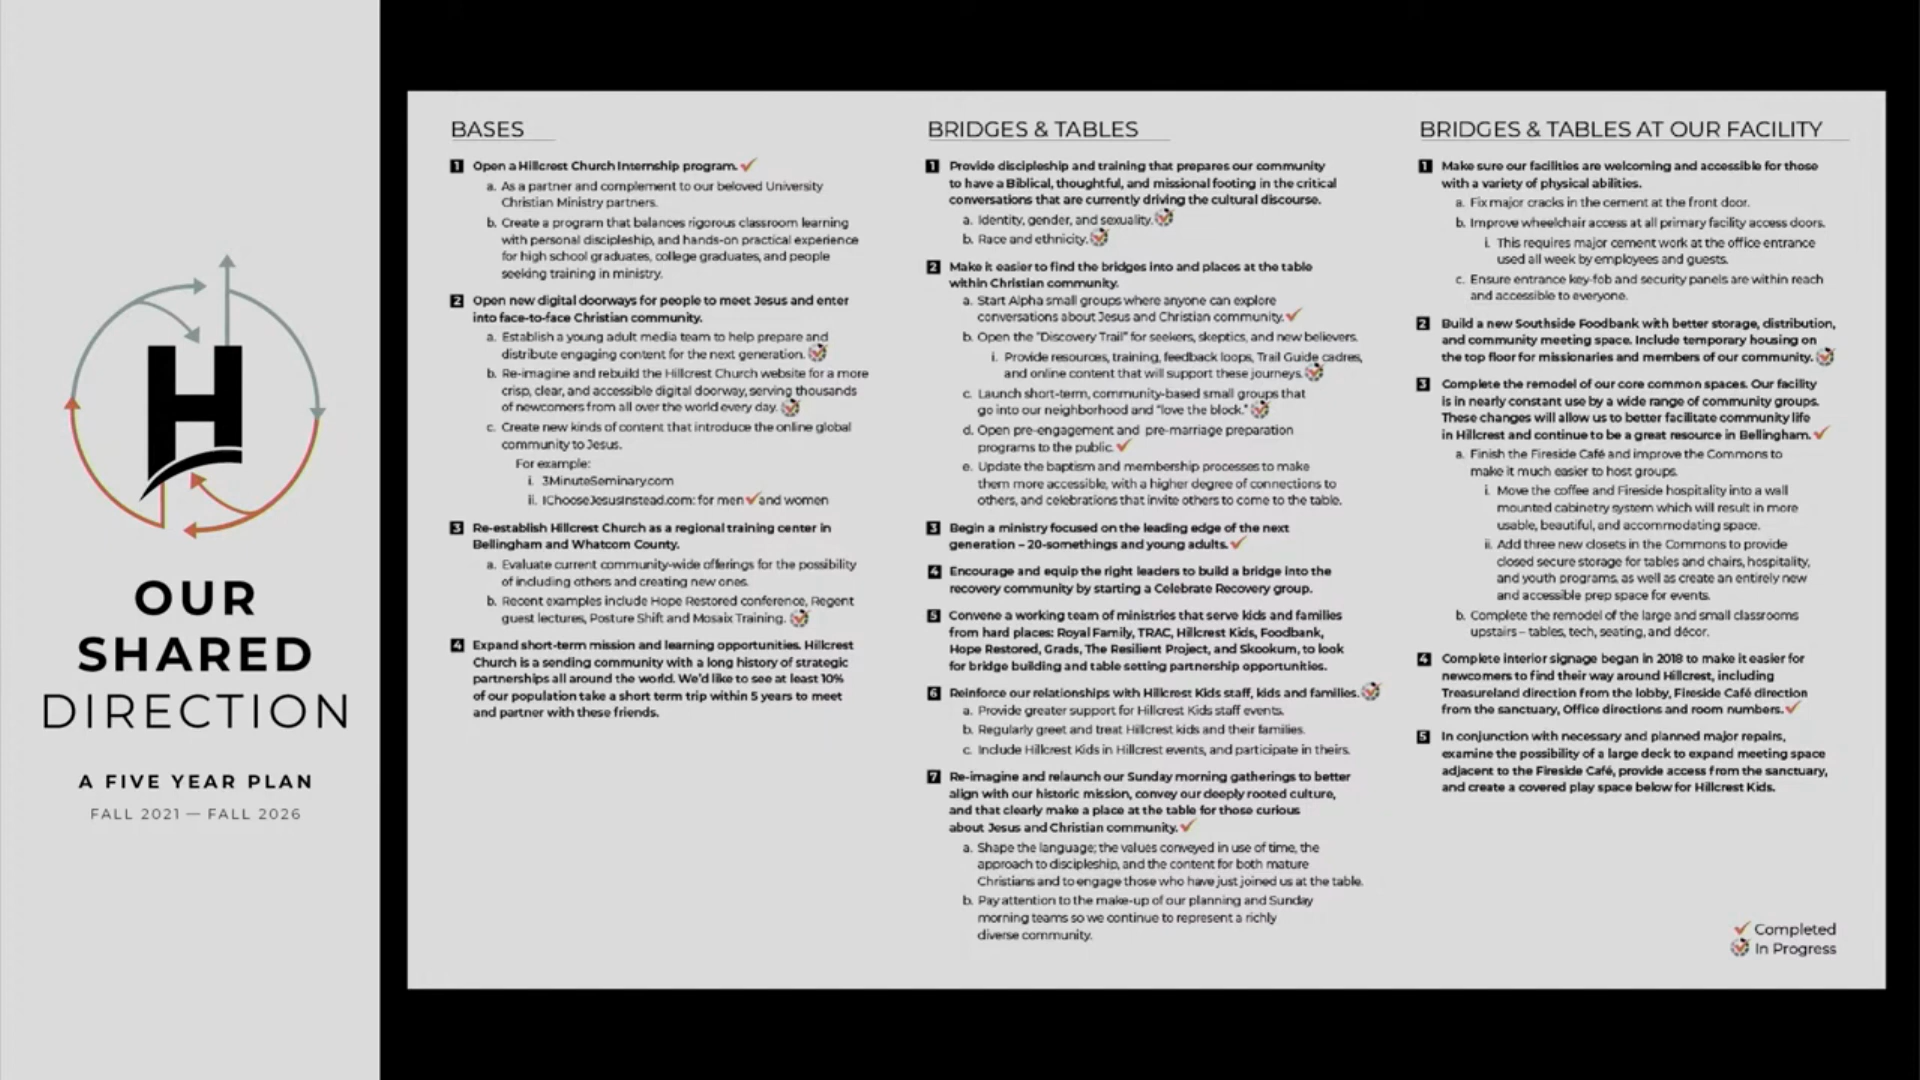 H
OUR
SHARED
DIRECTION
A FIVE YEAR PLAN
FALL 2021 — FALL 2026
BASES
1 Open a Hillcrest Church Internship program.
a. As a partner and complement to our beloved University
Christian Ministry partners.
b. Create a program that balances rigorous classroom learning
with personal discipleship, and hands-on practical experience
for high school graduates, college graduates, and people
seeking training in ministry.
2 Open new digital doorways for people to meet Jesus and enter
into face-to-face Christian community.
a. Establish a young adult media team to help prepare and
distribute engaging content for the next generation.
b. Re-imagine and rebuild the Hillcrest Church website for a more
crisp, clear, and accessible digital doorway, serving thousands
of newcomers from all over the world every day.
c. Create new kinds of content that introduce the online global
community to Jesus.
For example:
i. 3MinuteSeminary.com
ii. IChooseJesusInstead.com: for men and women
3 Re-establish Hillcrest Church as a regional training center in
Bellingham and Whatcom County.
a. Evaluate current community-wide offerings for the possibility
of including others and creating new ones.
b. Recent examples include Hope Restored conference, Regent
guest lectures, Posture Shift and Mosaix Training.
4 Expand short-term mission and learning opportunities. Hillcrest
Church is a sending community with a long history of strategic
partnerships all around the world. We'd like to see at least 10%
of our population take a short term trip within 5 years to meet
and partner with these friends.
BRIDGES & TABLES
1 Provide discipleship and training that prepares our community
to have a Biblical, thoughtful, and missional footing in the critical
conversations that are currently driving the cultural discourse.
a. Identity, gender, and sexuality.
b. Race and ethnicity.
2 Make it easier to find the bridges into and places at the table
within Christian community.
a. Start Alpha small groups where anyone can explore
conversations about Jesus and Christian community.
b. Open the "Discovery Trail" for seekers, skeptics, and new believers.
i. Provide resources, training, feedback loops, Trail Guide cadres,
and online content that will support these journeys.
c. Launch short-term, community-based small groups that
go into our neighborhood and "love the block."
d. Open pre-engagement and pre-marriage preparation
programs to the public.
e. Update the baptism and membership processes to make
them more accessible, with a higher degree of connections to
others, and celebrations that invite others to come to the table.
3 Begin a ministry focused on the leading edge of the next
generation – 20-somethings and young adults.
4 Encourage and equip the right leaders to build a bridge into the
recovery community by starting a Celebrate Recovery group.
5 Convene a working team of ministries that serve kids and families
from hard places: Royal Family, TRAC, Hillcrest Kids, Foodbank,
Hope Restored, Grads, The Resilient Project, and Skookum, to look
for bridge building and table setting partnership opportunities.
6 Reinforce our relationships with Hillcrest Kids staff, kids and families.
a. Provide greater support for Hillcrest Kids staff events.
b. Regularly greet and treat Hillcrest kids and their families.
c. Include Hillcrest Kids in Hillcrest events, and participate in theirs.
7 Re-imagine and relaunch our Sunday morning gatherings to better
align with our historic mission, convey our deeply rooted culture,
and that clearly make a place at the table for those curious
about Jesus and Christian community.
a. Shape the language; the values conveyed in use of time, the
approach to discipleship, and the content for both mature
Christians and to engage those who have just joined us at the table.
b. Pay attention to the make-up of our planning and Sunday
morning teams so we continue to represent a richly
diverse community.
BRIDGES & TABLES AT OUR FACILITY
1 Make sure our facilities are welcoming and accessible for those
with a variety of physical abilities.
a. Fix major cracks in the cement at the front door.
b. Improve wheelchair access at all primary facility access doors.
i. This requires major cement work at the office entrance
used all week by employees and guests.
c. Ensure entrance key-fob and security panels are within reach
and accessible to everyone.
2 Build a new Southside Foodbank with better storage, distribution,
and community meeting space. Include temporary housing on
the top floor for missionaries and members of our community.
3 Complete the remodel of our core common spaces. Our facility
is in nearly constant use by a wide range of community groups.
These changes will allow us to better facilitate community life
in Hillcrest and continue to be a great resource in Bellingham.
a. Finish the Fireside Café and improve the Commons to
make it much easier to host groups.
i. Move the coffee and Fireside hospitality into a wall
mounted cabinetry system which will result in more
usable, beautiful, and accommodating space.
ii. Add three new closets in the Commons to provide
closed secure storage for tables and chairs, hospitality,
and youth programs, as well as create an entirely new
and accessible prep space for events.
b. Complete the remodel of the large and small classrooms
upstairs – tables, tech, seating, and décor.
4 Complete interior signage began in 2018 to make it easier for
newcomers to find their way around Hillcrest, including
Treasureland direction from the lobby, Fireside Café direction
from the sanctuary, Office directions and room numbers.
5 In conjunction with necessary and planned major repairs,
examine the possibility of a large deck to expand meeting space
adjacent to the Fireside Café, provide access from the sanctuary,
and create a covered play space below for Hillcrest Kids.
Completed
In Progress